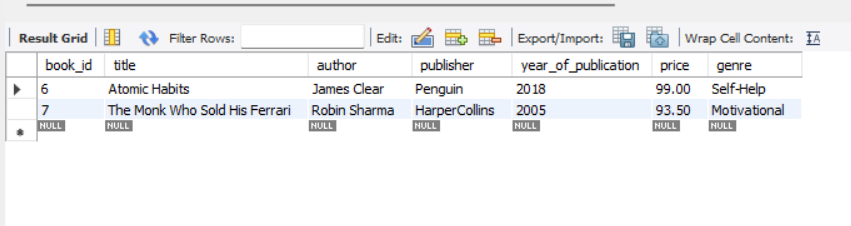 Result Grid Filter Rows: Edit: Export/Import: Wrap Cell Content: IA
book_id title author publisher year_of_publication price genre
6 Atomic Habits James Clear Penguin 2018 99.00 Self-Help
7 The Monk Who Sold His Ferrari Robin Sharma HarperCollins 2005 93.50 Motivational
NULL NULL NULL NULL NULL NULL NULL